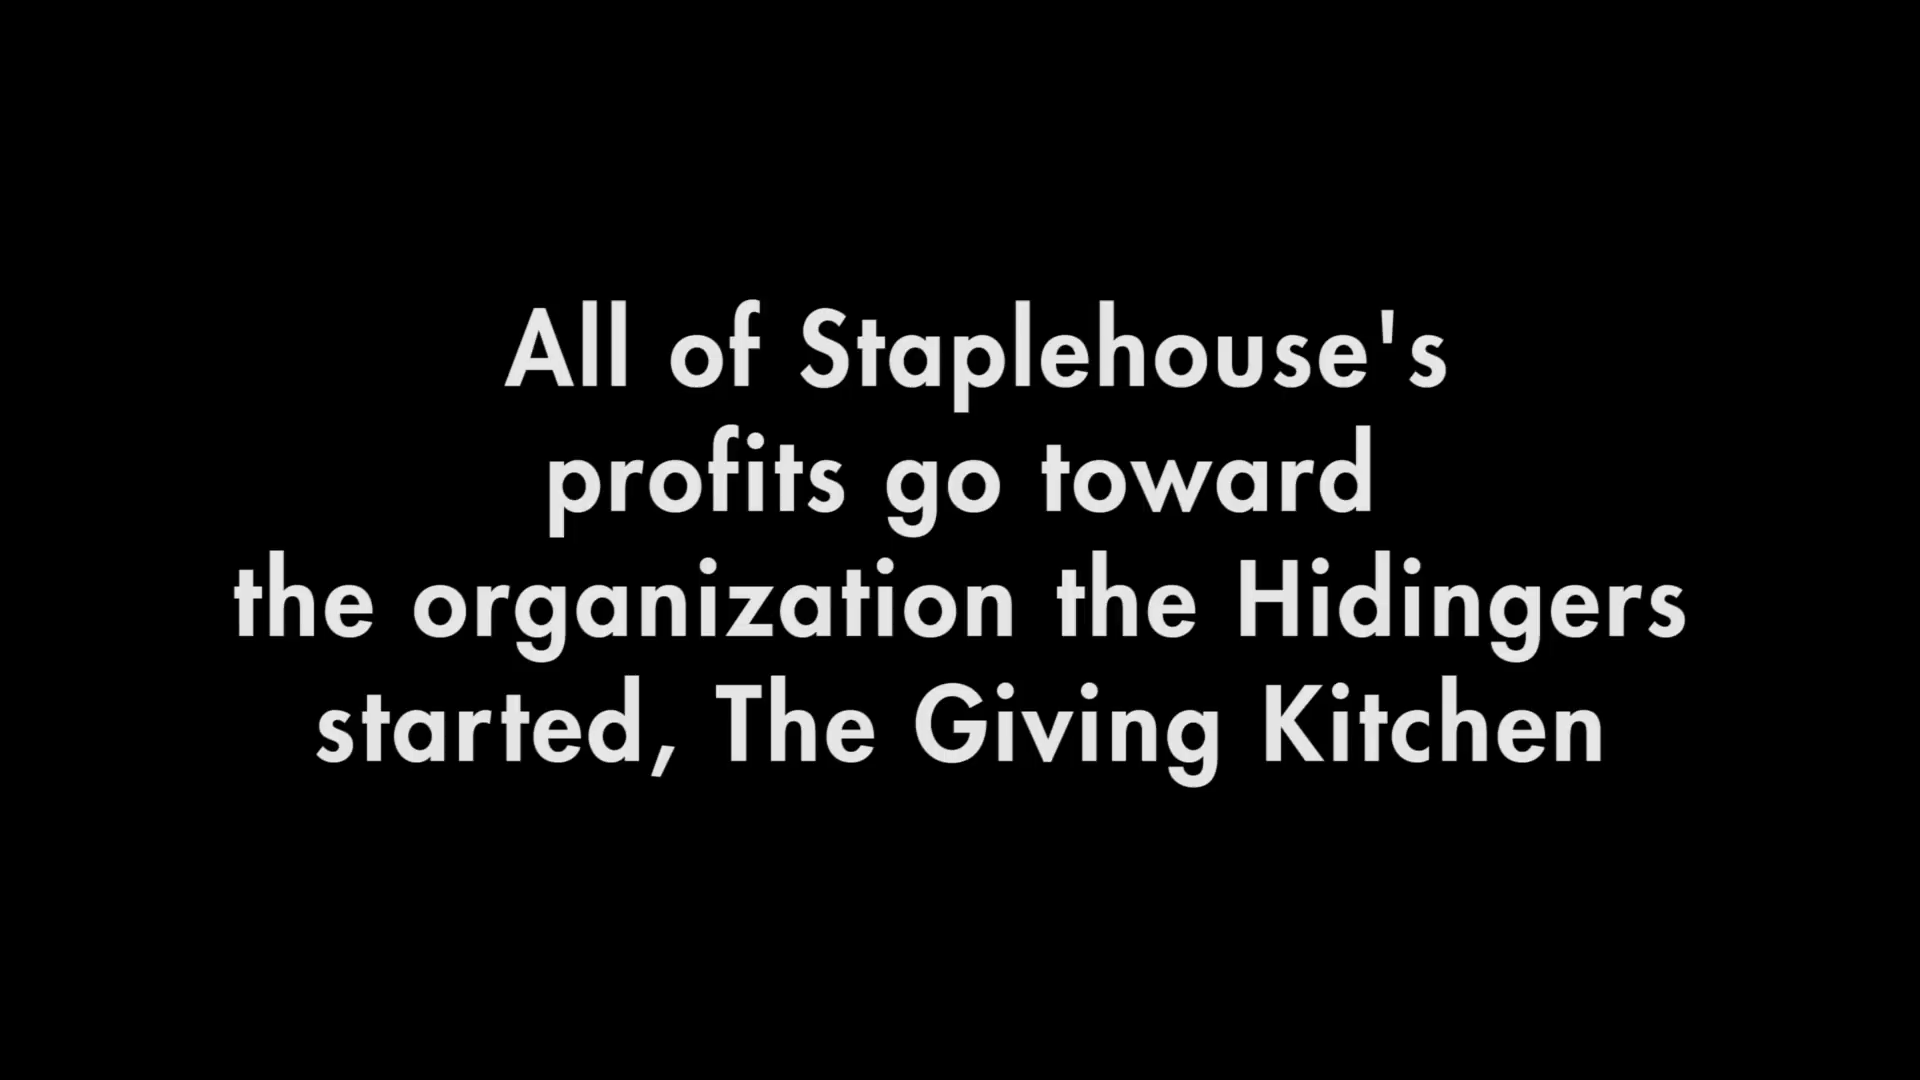 All of Staplehouse's
profits go toward
the organization the Hidingers
started, The Giving Kitchen